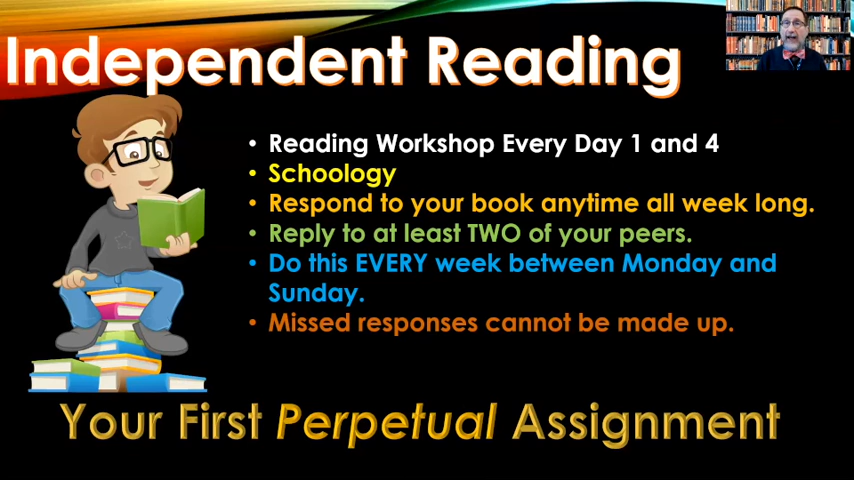 Independent Reading
• Reading Workshop Every Day 1 and 4
• Schoology
• Respond to your book anytime all week long.
• Reply to at least TWO of your peers.
• Do this EVERY week between Monday and
Sunday.
• Missed responses cannot be made up.
Your First Perpetual Assignment